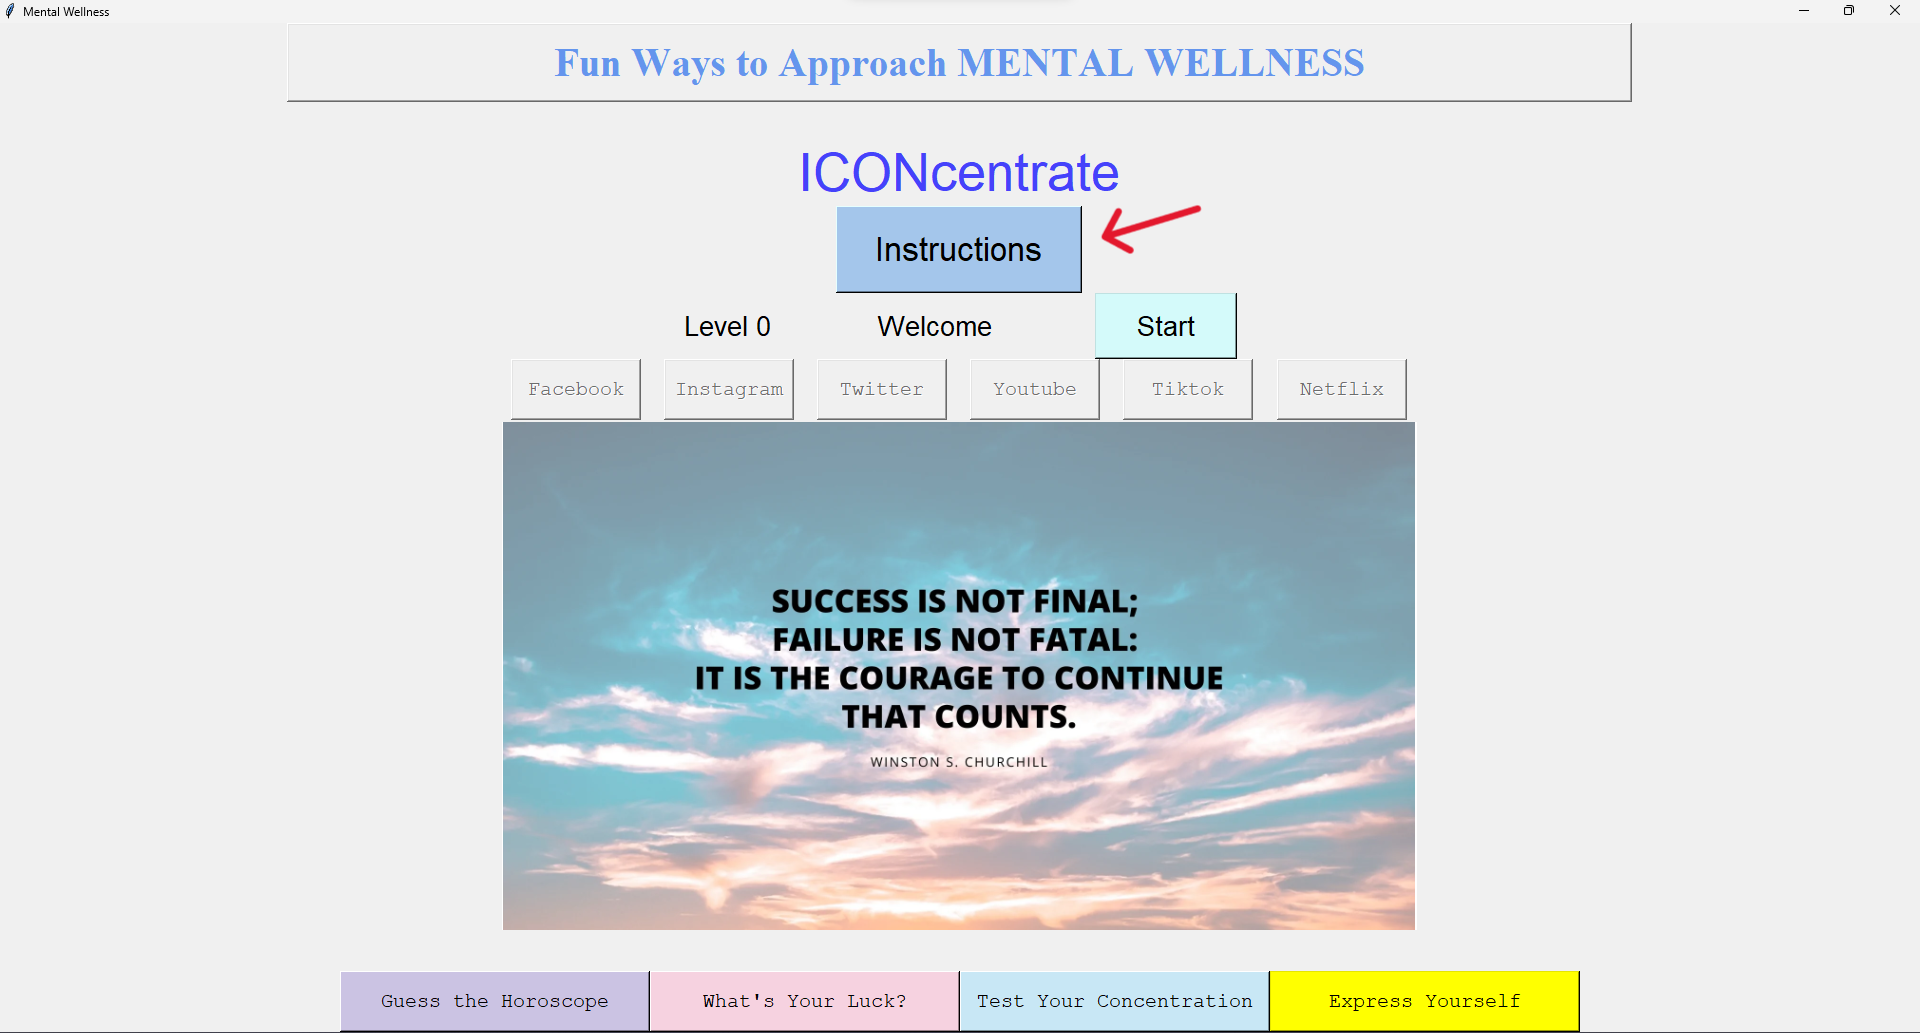 Mental Wellness
Fun Ways to Approach MENTAL WELLNESS
ICONcentrate
Instructions
Level 0 Welcome Start
Facebook Instagram Twitter Youtube Tiktok Netflix
SUCCESS IS NOT FINAL;
FAILURE IS NOT FATAL:
IT IS THE COURAGE TO CONTINUE
THAT COUNTS.
WINSTON S. CHURCHILL
Guess the Horoscope What's Your Luck? Test Your Concentration Express Yourself